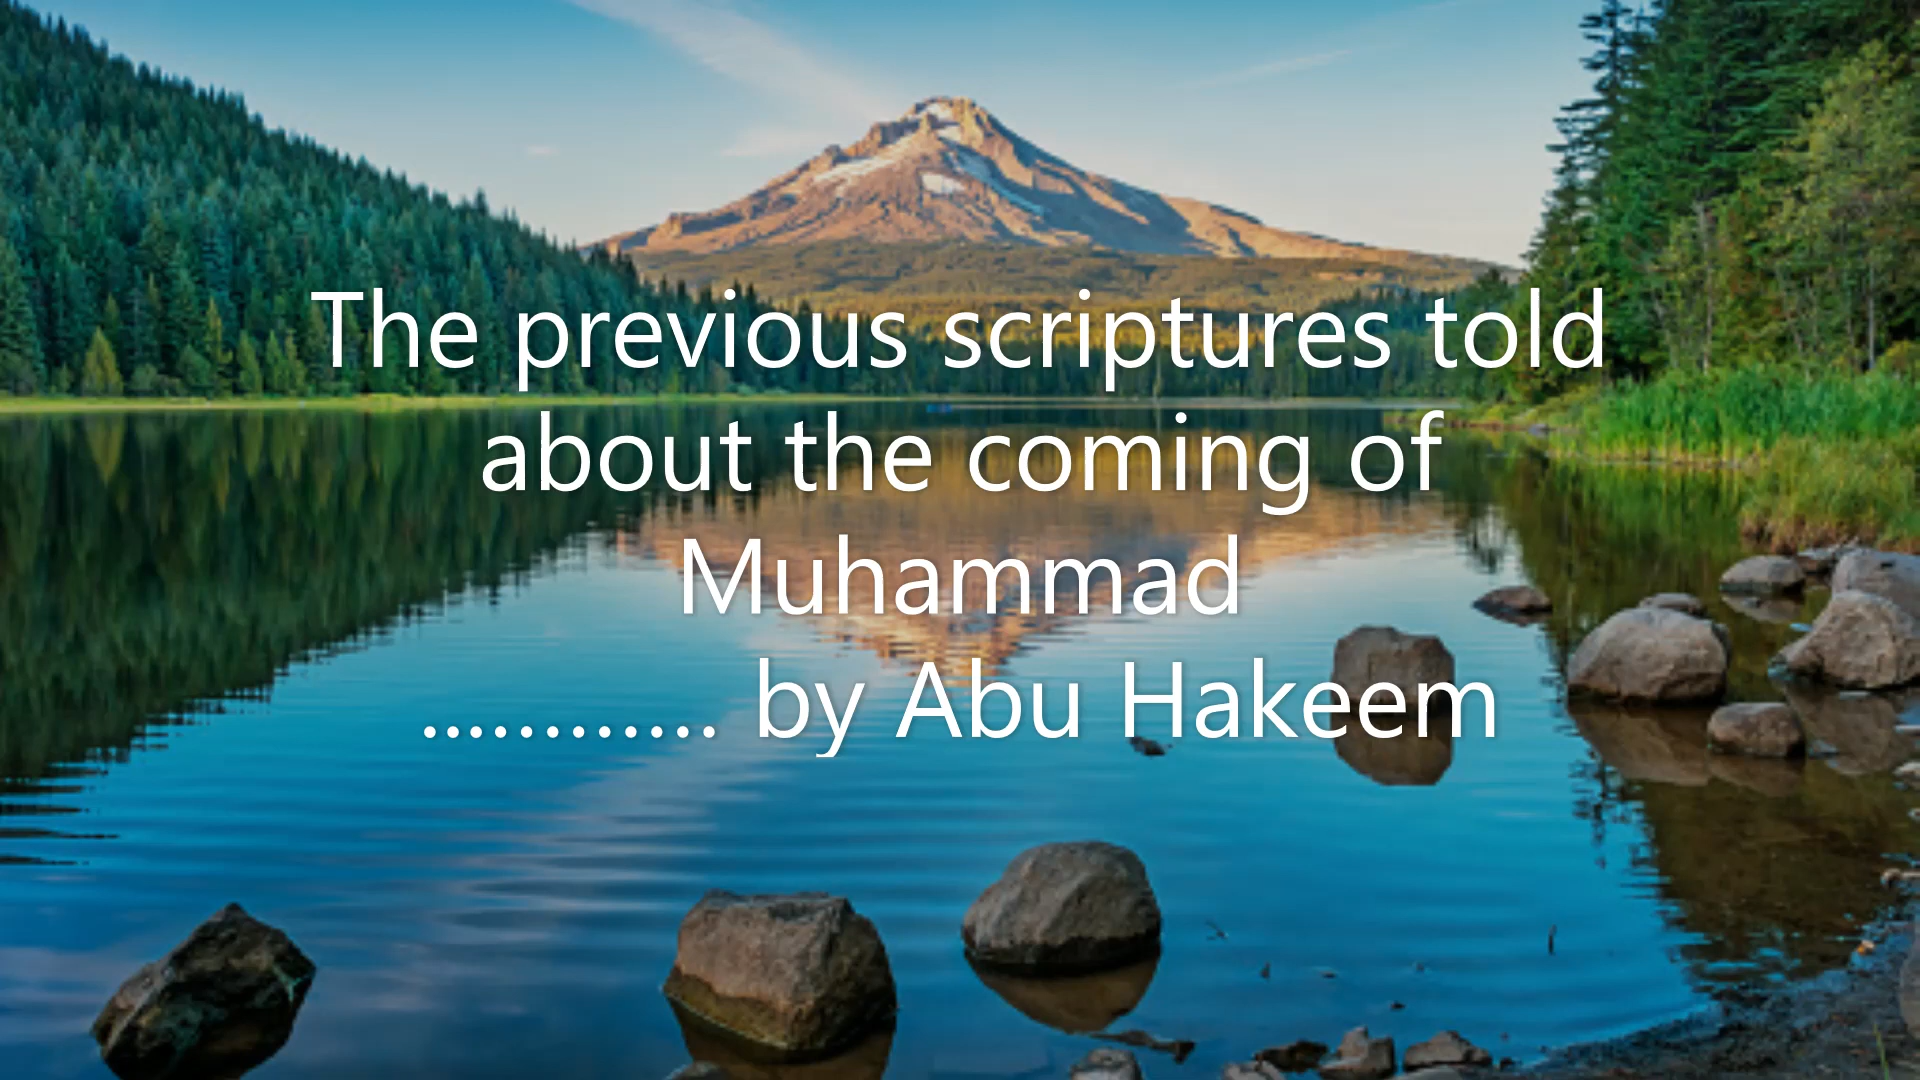 The previous scriptures told
about the coming of
Muhammad
............ by Abu Hakeem